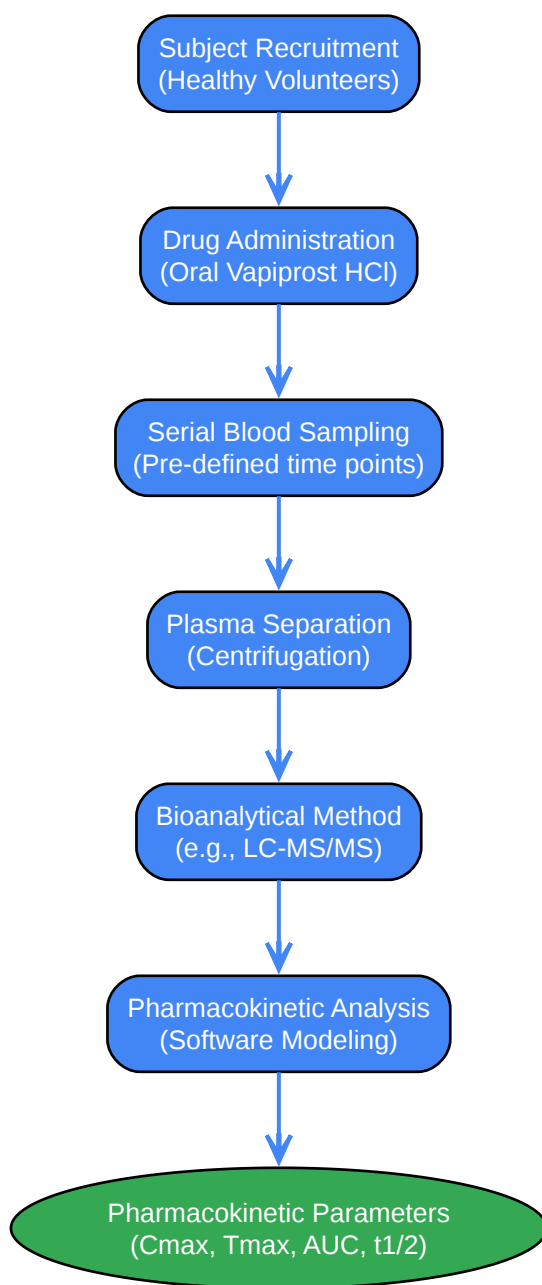 Subject Recruitment
(Healthy Volunteers)
Drug Administration
(Oral Vapiprost HCl)
Serial Blood Sampling
(Pre-defined time points)
Plasma Separation
(Centrifugation)
Bioanalytical Method
(e.g., LC-MS/MS)
Pharmacokinetic Analysis
(Software Modeling)
Pharmacokinetic Parameters
(Cmax, Tmax, AUC, t1/2)